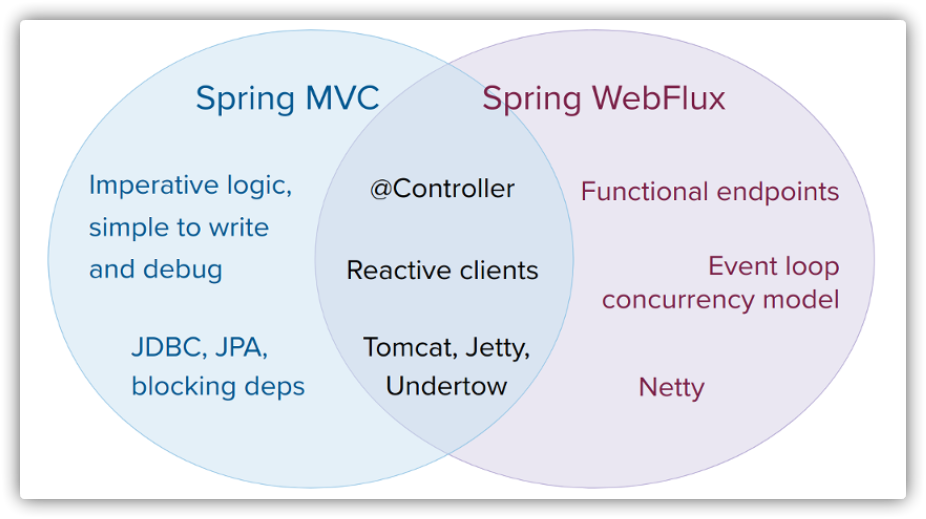 Spring MVC
Imperative logic,
simple to write
and debug
JDBC, JPA,
blocking deps
@Controller
Reactive clients
Tomcat, Jetty,
Undertow
Spring WebFlux
Functional endpoints
Event loop
concurrency model
Netty